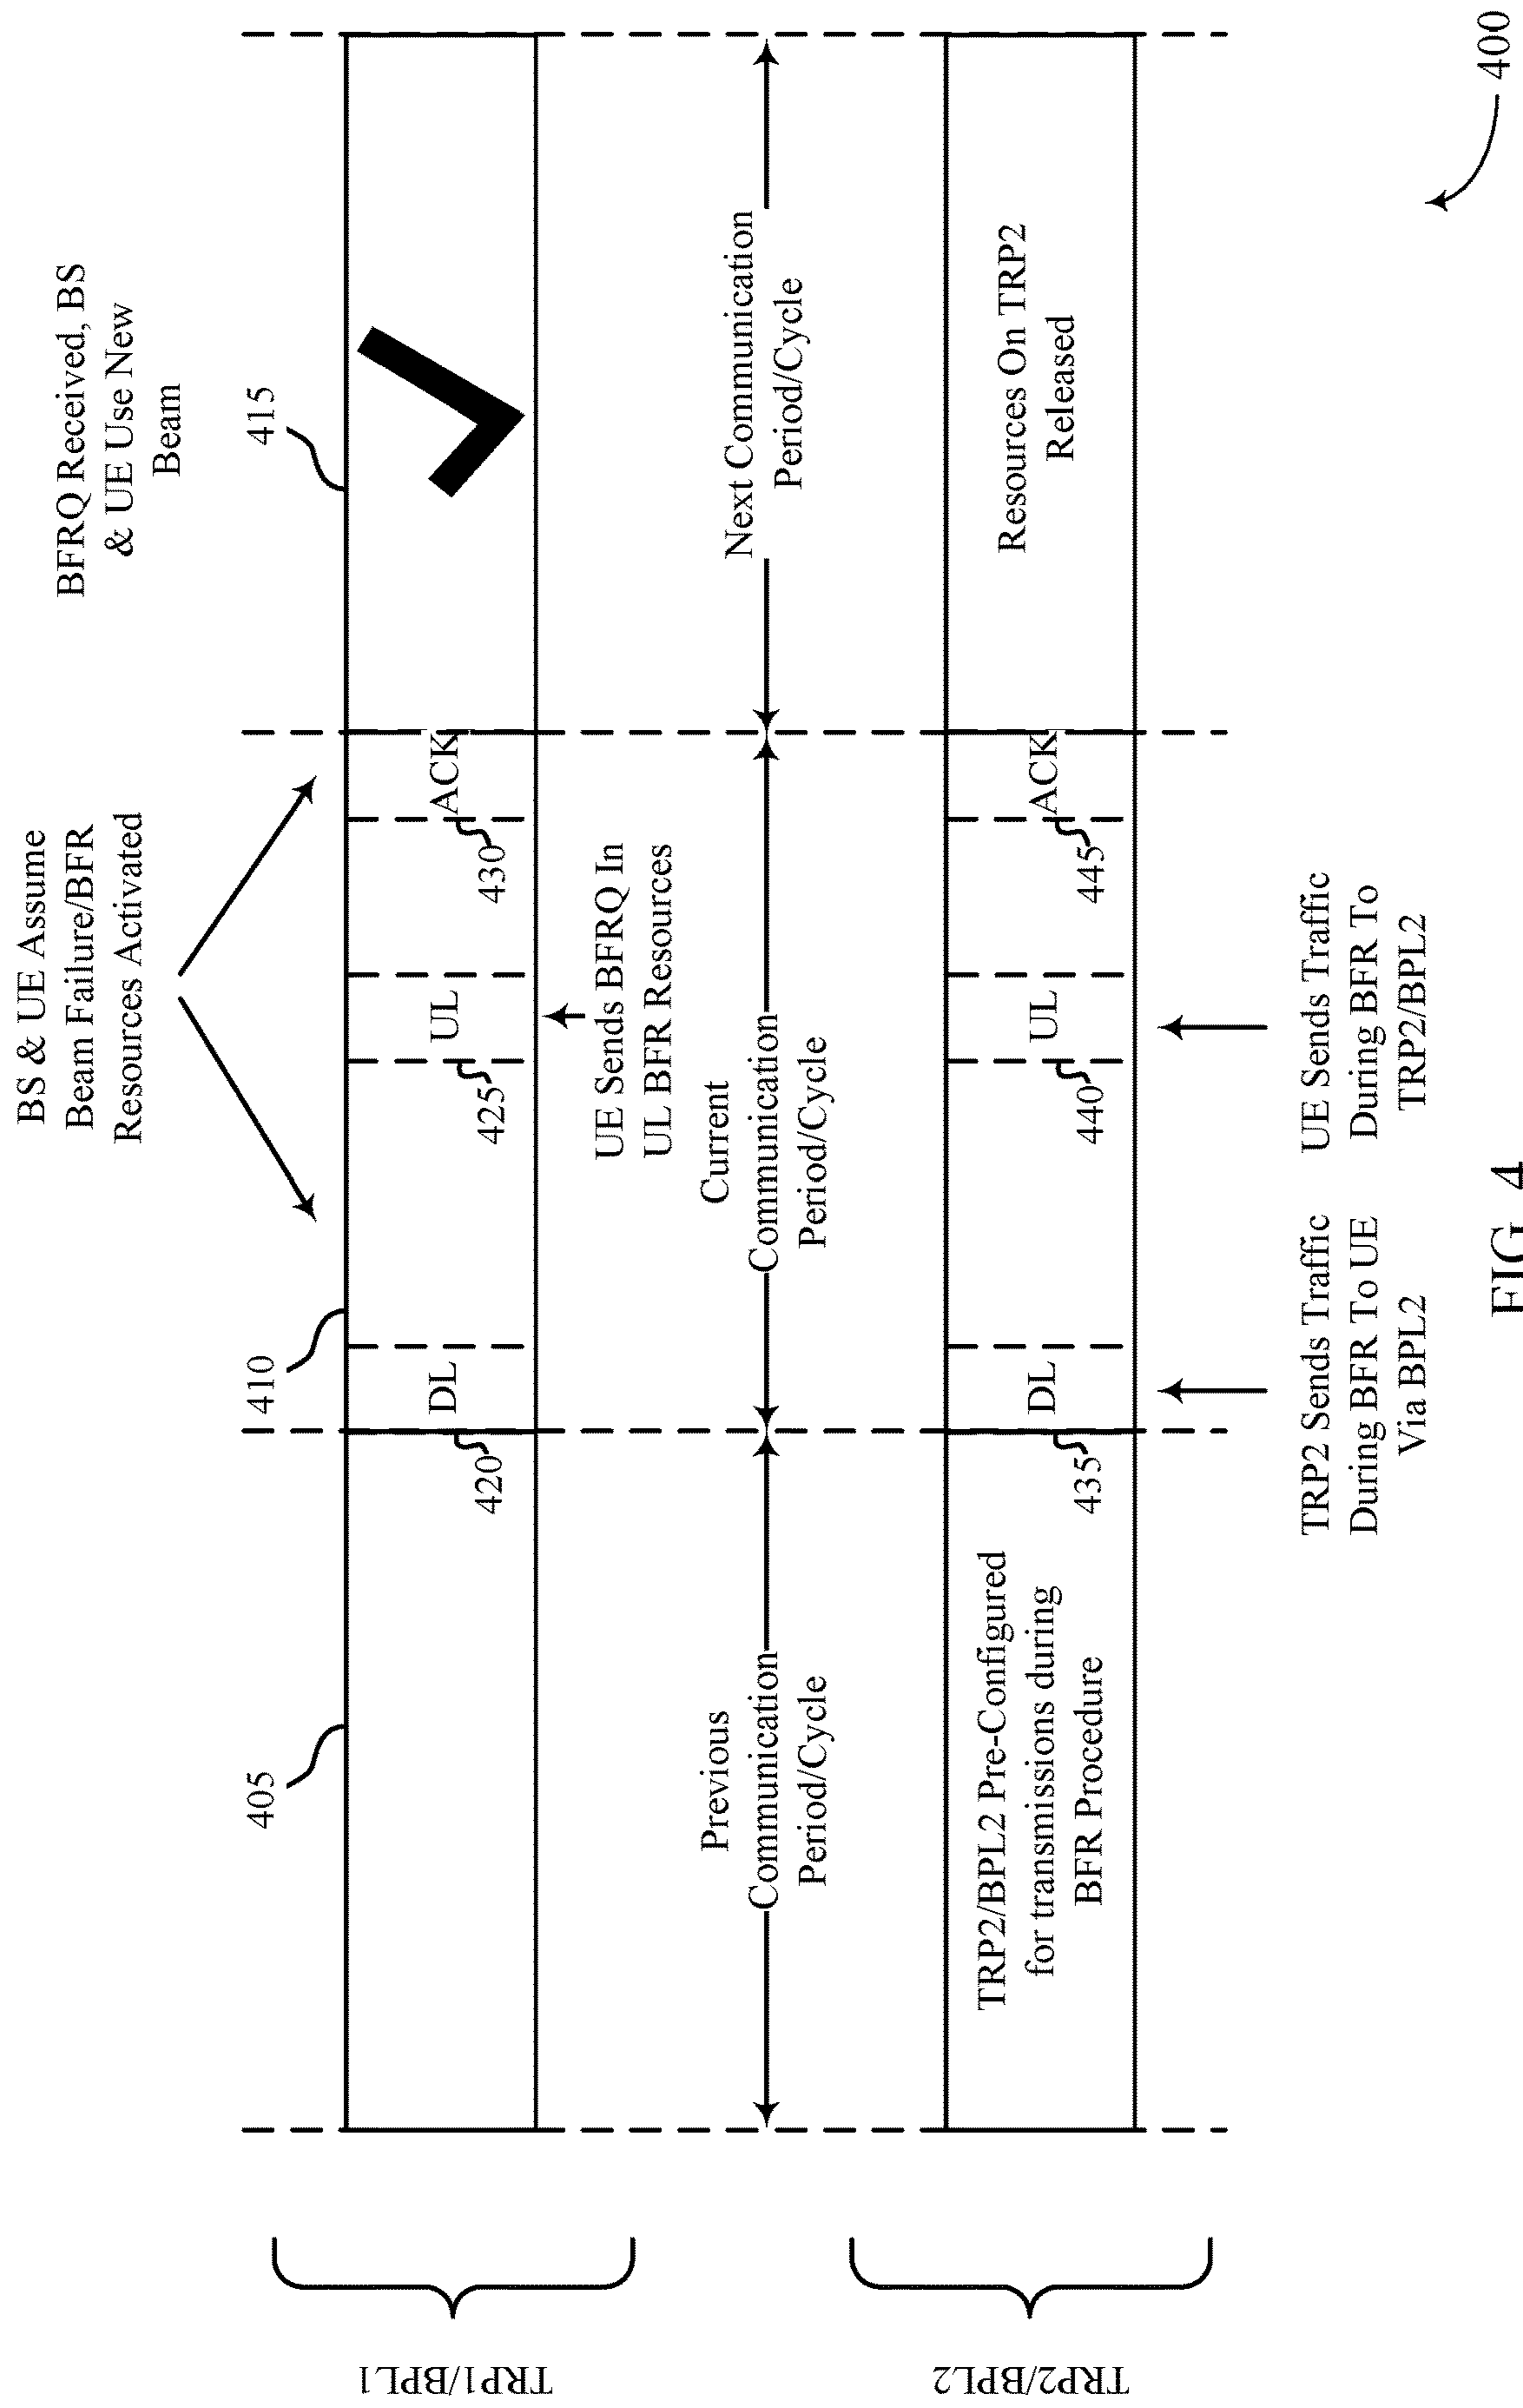 400
BS & UE Assume
Beam Failure/BFR
Resources Activated
BFRQ Received, BS
& UE Use New
Beam
405
410
415
TRP1/BPL1
DL
UL
ACK
420
425
430
UE Sends BFRQ In
UL BFR Resources
Previous
Communication
Period/Cycle
Current
Communication
Period/Cycle
Next Communication
Period/Cycle
TRP2/BPL2
TRP2/BPL2 Pre-Configured
for transmissions during
BFR Procedure
DL
UL
ACK
Resources On TRP2
Released
435
440
445
TRP2 Sends Traffic
During BFR To UE
Via BPL2
UE Sends Traffic
During BFR To
TRP2/BPL2
FIG. 4